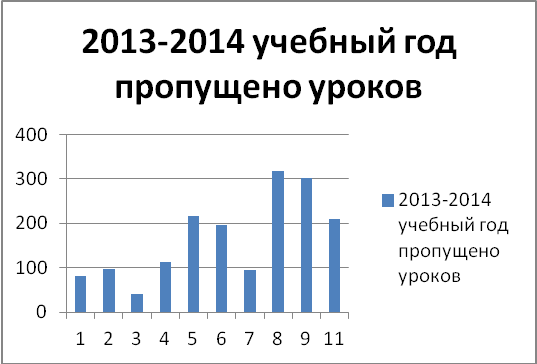 2013-2014 учебный год
пропущено уроков
400
300
200
100
0
1 2 3 4 5 6 7 8 9 11
2013-2014
учебный год
пропущено
уроков